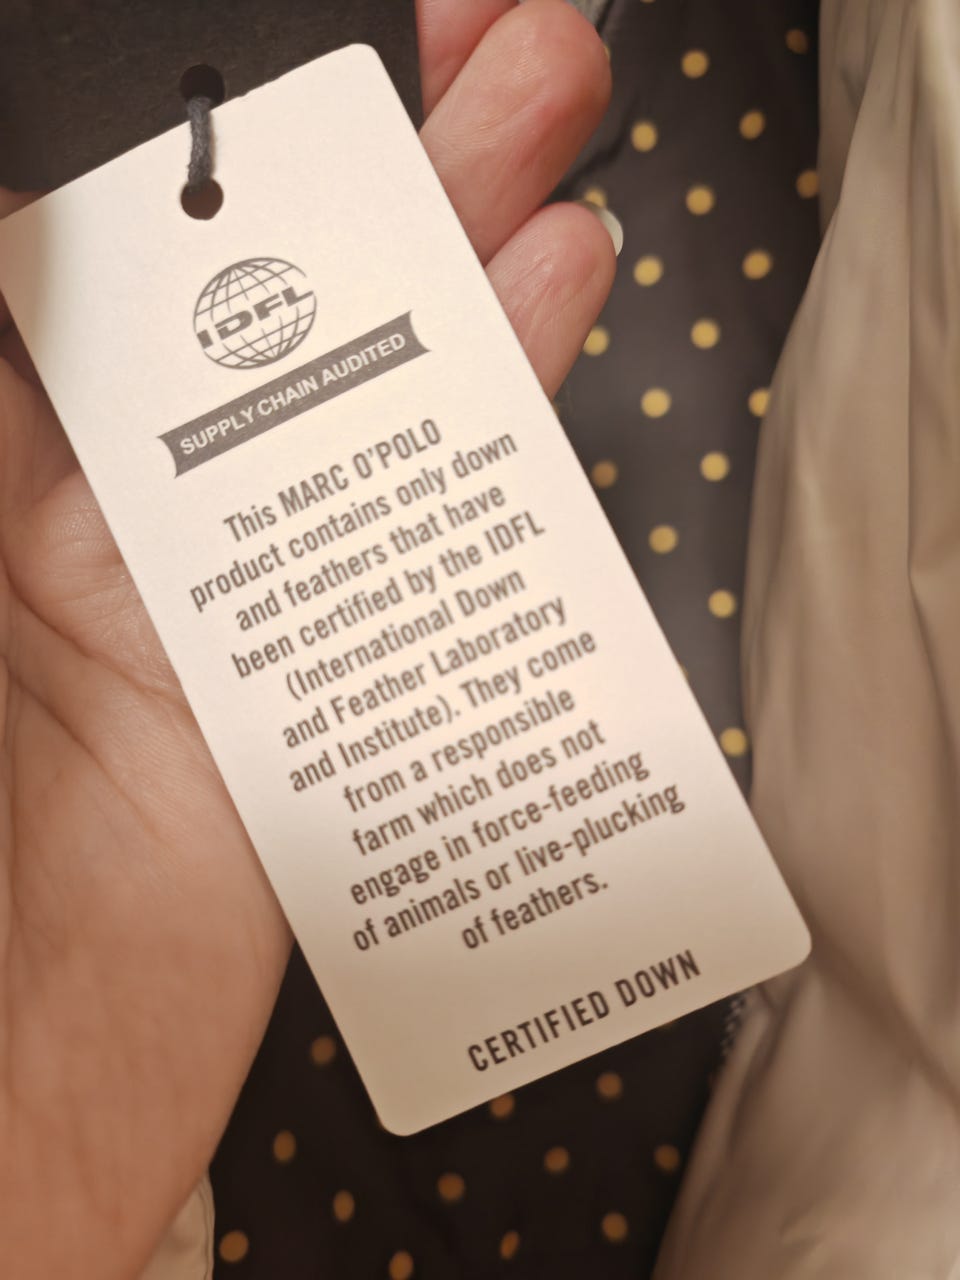 IDFL
SUPPLY CHAIN AUDITED
This MARC O'POLO
product contains only down
and feathers that have
been certified by the IDFL
(International Down
and Feather Laboratory
and Institute). They come
from a responsible
farm which does not
engage in force-feeding
of animals or live-plucking
of feathers.
CERTIFIED DOWN